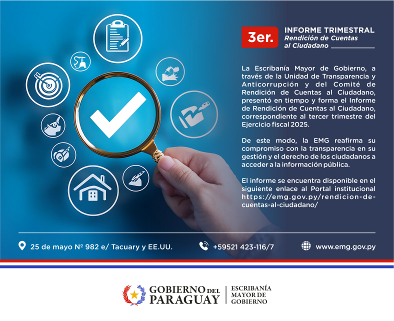 3er.
INFORME TRIMESTRAL
Rendición de Cuentas
al Ciudadano
La Escribanía Mayor de Gobierno, a
través de la Unidad de Transparencia y
Anticorrupción y del Comité de
Rendición de Cuentas al Ciudadano,
presentó en tiempo y forma el Informe
de Rendición de Cuentas al Ciudadano,
correspondiente al tercer trimestre del
Ejercicio fiscal 2025.
De este modo, la EMG reafirma su
compromiso con la transparencia en su
gestión y el derecho de los ciudadanos a
acceder a la información pública.
El informe se encuentra disponible en el
siguiente enlace al Portal institucional
https://emg.gov.py/rendicion-de-
cuentas-al-ciudadano/
25 de mayo Nº 982 e/ Tacuary y EE.UU.
+59521 423-116/7
www.emg.gov.py
GOBIERNO DEL
PARAGUAY
ESCRIBANÍA
MAYOR DE
GOBIERNO